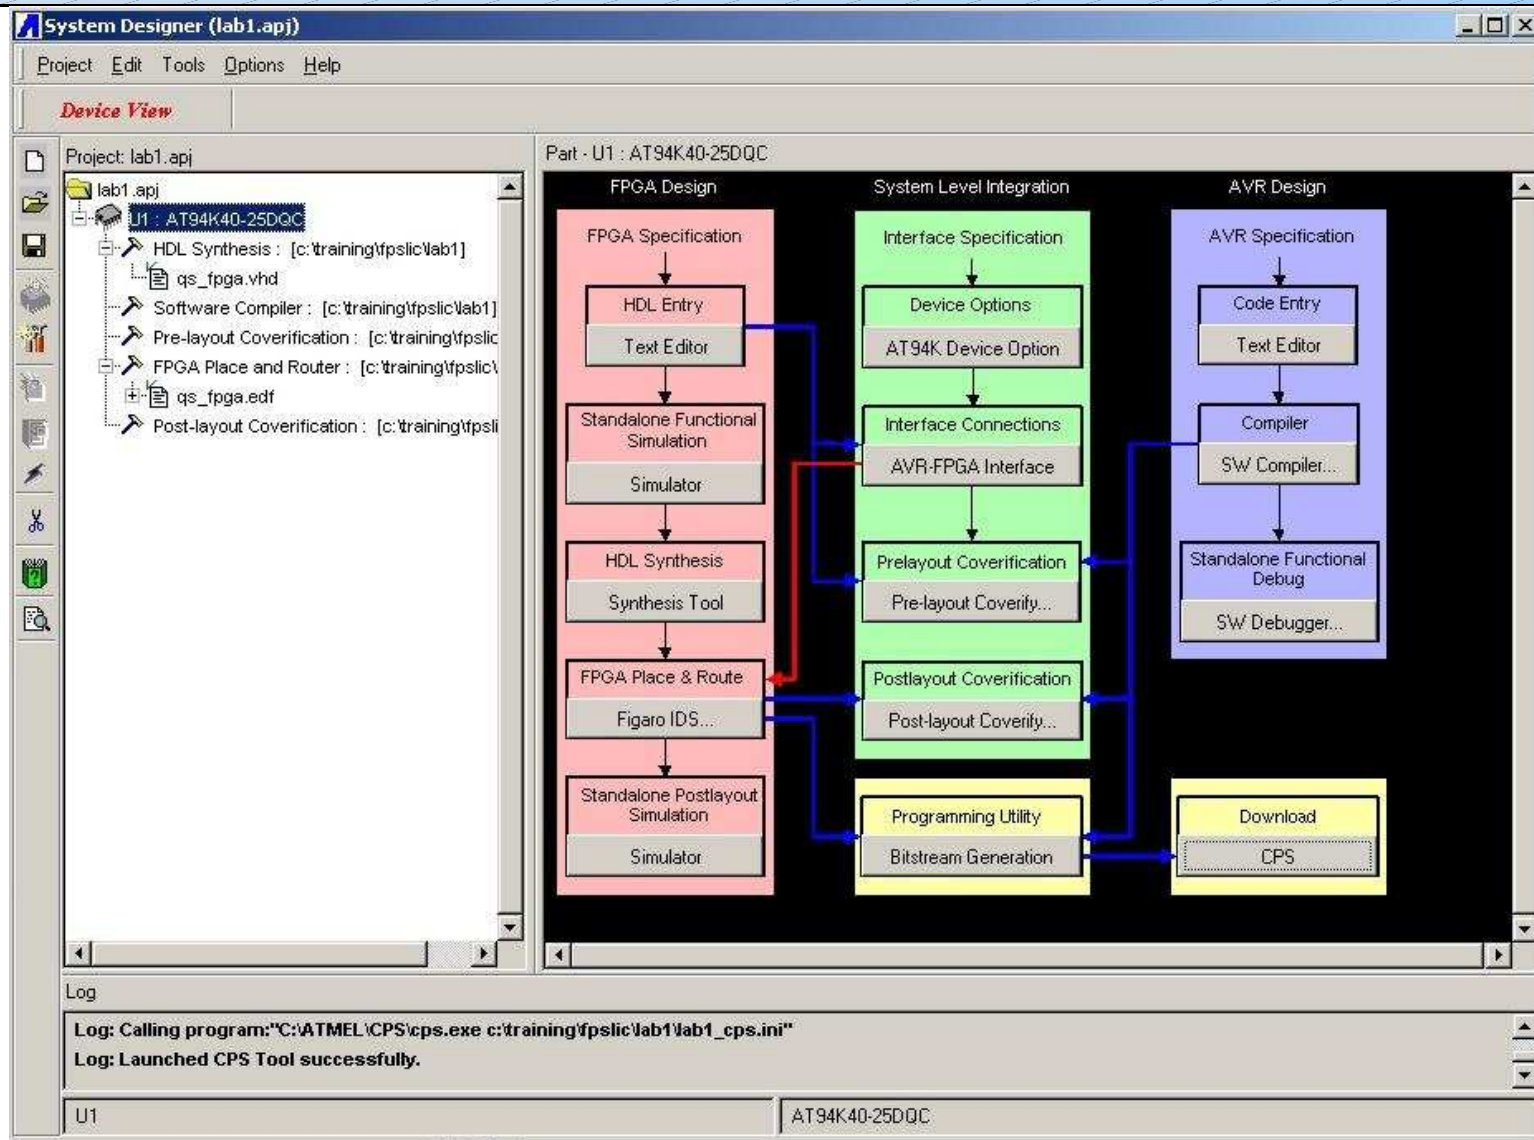 System Designer (lab1.apj)
Project Edit Tools Options Help
Device View
Project: lab1.apj
lab1.apj
U1 : AT94K40-25DQC
HDL Synthesis : [c:\training\fpslic\lab1]
qs_fpga.vhd
Software Compiler : [c:\training\fpslic\lab1]
Pre-layout Coverification : [c:\training\fpslic
FPGA Place and Router : [c:\training\fpslic\
qs_fpga.edf
Post-layout Coverification : [c:\training\fpsli
Part - U1 : AT94K40-25DQC
FPGA Design
FPGA Specification
HDL Entry
Text Editor
Standalone Functional
Simulation
Simulator
HDL Synthesis
Synthesis Tool
FPGA Place & Route
Figaro IDS...
Standalone Postlayout
Simulation
Simulator
System Level Integration
Interface Specification
Device Options
AT94K Device Option
Interface Connections
AVR-FPGA Interface
Prelayout Coverification
Pre-layout Coverify...
Postlayout Coverification
Post-layout Coverify...
Programming Utility
Bitstream Generation
AVR Design
AVR Specification
Code Entry
Text Editor
Compiler
SW Compiler...
Standalone Functional
Debug
SW Debugger...
Download
CPS
Log
Log: Calling program:"C:\ATMEL\CPS\cps.exe c:\training\fpslic\lab1\lab1_cps.ini"
Log: Launched CPS Tool successfully.
U1
AT94K40-25DQC